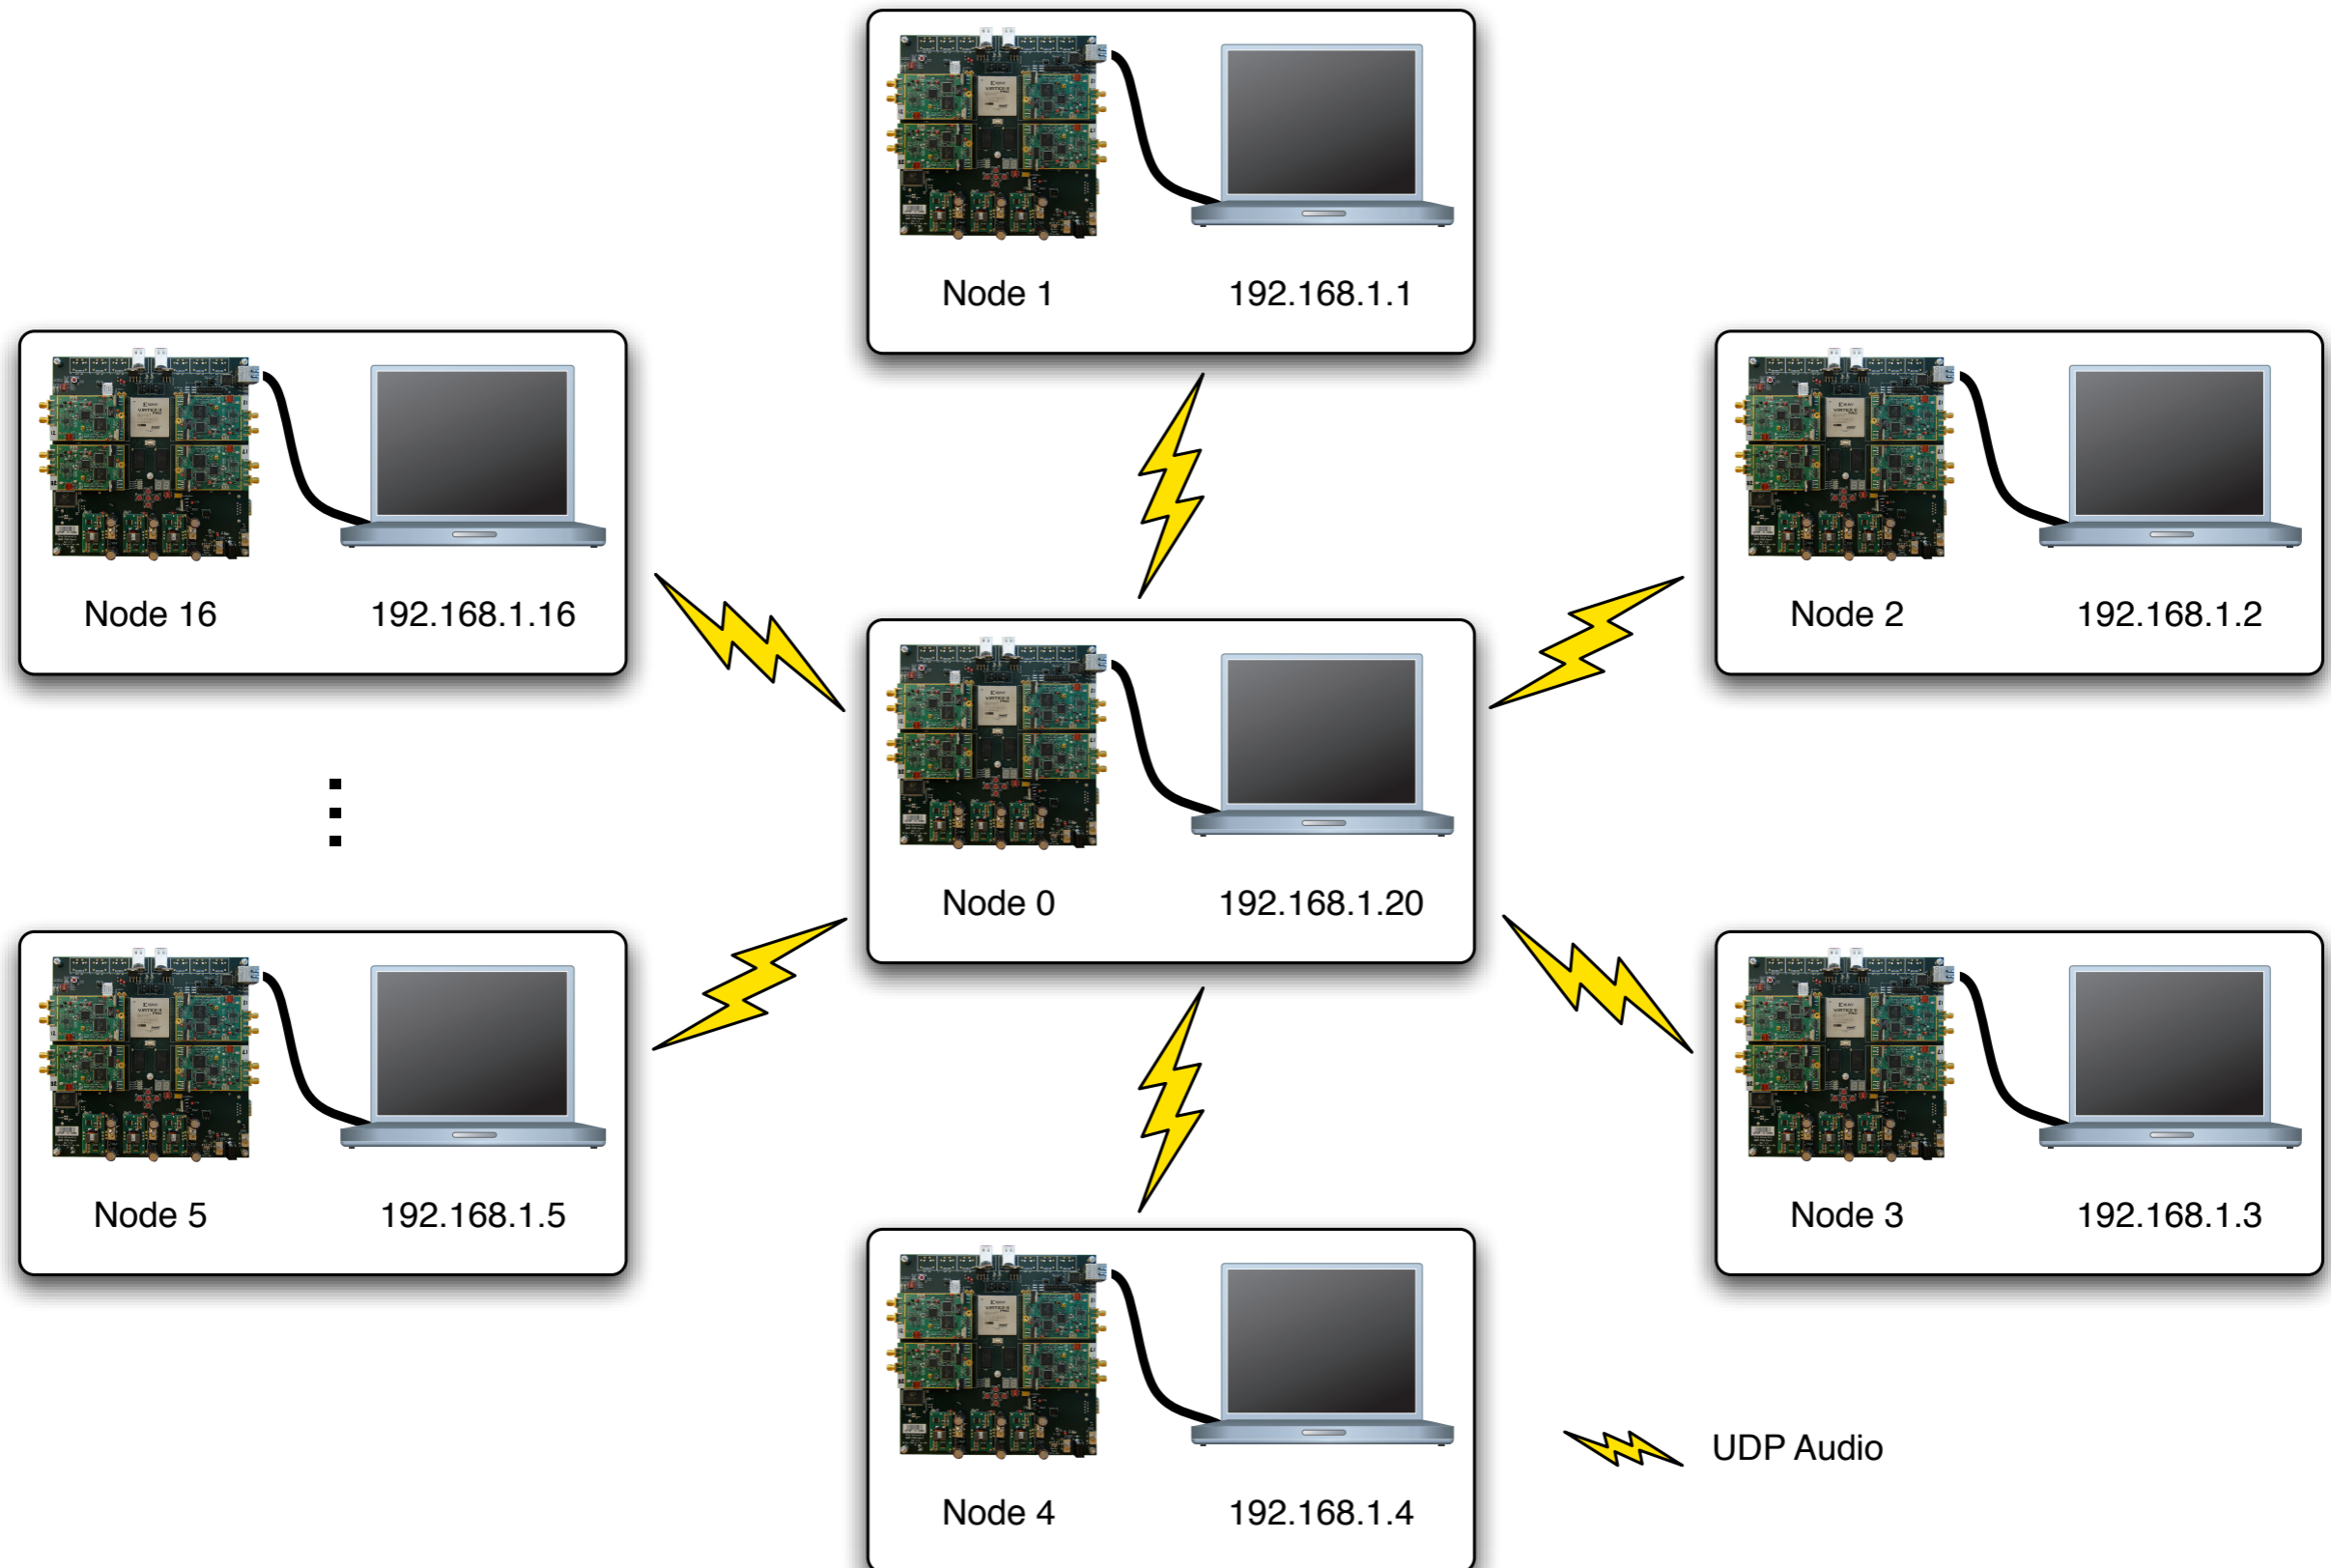 Node 1 192.168.1.1
Node 16 192.168.1.16
Node 2 192.168.1.2
Node 0 192.168.1.20
Node 5 192.168.1.5
Node 3 192.168.1.3
Node 4 192.168.1.4
UDP Audio